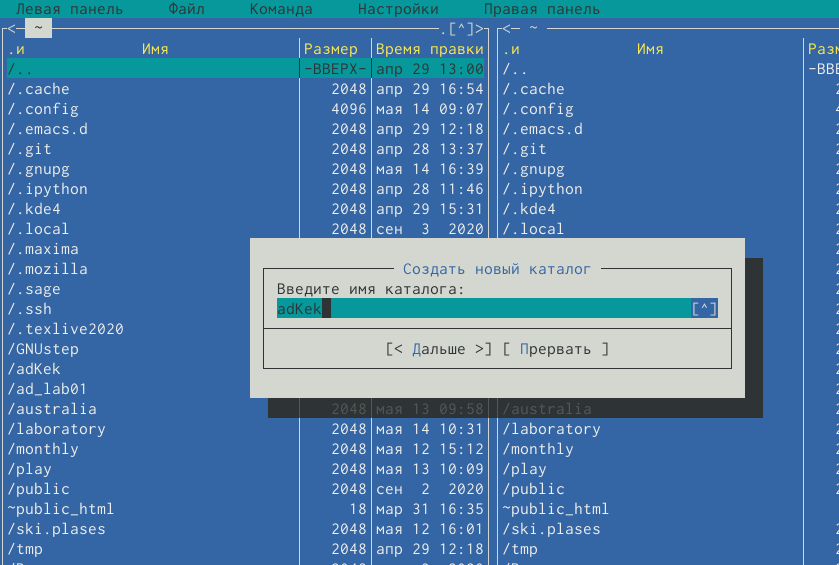 Левая панель Файл Команда Настройки Правая панель
<─ ~ .[^]> <─ ~
.и Имя Размер Время правки .и Имя Разм
/.. -ВВЕРХ- апр 29 13:00 /.. -ВВЕ
/.cache 2048 апр 29 16:54 /.cache
/.config 4096 мая 14 09:07 /.config
/.emacs.d 2048 апр 29 12:18 /.emacs.d
/.git 2048 апр 28 13:37 /.git
/.gnupg 2048 мая 14 16:39 /.gnupg
/.ipython 2048 апр 28 11:46 /.ipython
/.kde4 2048 апр 29 15:31 /.kde4
/.local 2048 сен 3 2020 /.local
/.maxima
/.mozilla Создать новый каталог
/.sage Введите имя каталога:
/.ssh adKek [^]
/.texlive2020
/GNUstep [< Дальше >] [ Прервать ]
/adKek
/ad_lab01
/australia 2048 мая 13 09:58 /australia
/laboratory 2048 мая 14 10:31 /laboratory
/monthly 2048 мая 12 15:12 /monthly
/play 2048 мая 13 10:09 /play
/public 2048 сен 2 2020 /public
~public_html 18 мар 31 16:35 ~public_html
/ski.plases 2048 мая 12 16:01 /ski.plases
/tmp 2048 апр 29 12:18 /tmp